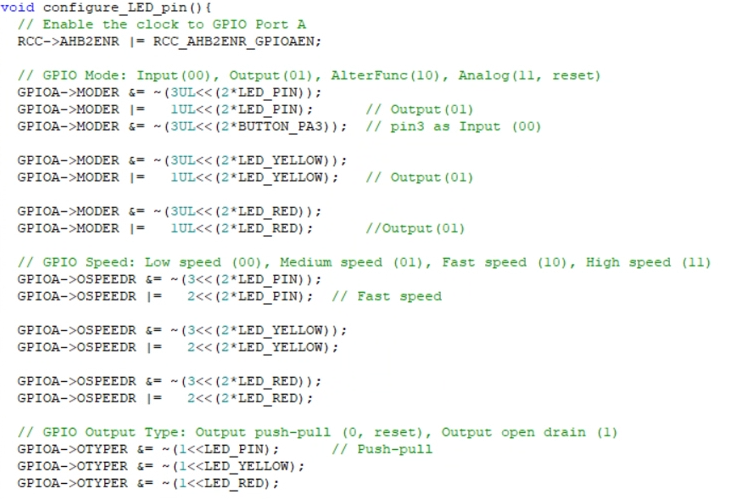 void configure_LED_pin(){
// Enable the clock to GPIO Port A
RCC->AHB2ENR |= RCC_AHB2ENR_GPIOAEN;
// GPIO Mode: Input(00), Output(01), AlterFunc(10), Analog(11, reset)
GPIOA->MODER &= ~(3UL<<(2*LED_PIN));
GPIOA->MODER |= 1UL<<(2*LED_PIN); // Output(01)
GPIOA->MODER &= ~(3UL<<(2*BUTTON_PA3)); // pin3 as Input (00)
GPIOA->MODER &= ~(3UL<<(2*LED_YELLOW));
GPIOA->MODER |= 1UL<<(2*LED_YELLOW); // Output(01)
GPIOA->MODER &= ~(3UL<<(2*LED_RED));
GPIOA->MODER |= 1UL<<(2*LED_RED); //Output(01)
// GPIO Speed: Low speed (00), Medium speed (01), Fast speed (10), High speed (11)
GPIOA->OSPEEDR &= ~(3<<(2*LED_PIN));
GPIOA->OSPEEDR |= 2<<(2*LED_PIN); // Fast speed
GPIOA->OSPEEDR &= ~(3<<(2*LED_YELLOW));
GPIOA->OSPEEDR |= 2<<(2*LED_YELLOW);
GPIOA->OSPEEDR &= ~(3<<(2*LED_RED));
GPIOA->OSPEEDR |= 2<<(2*LED_RED);
// GPIO Output Type: Output push-pull (0, reset), Output open drain (1)
GPIOA->OTYPER &= ~(1<<LED_PIN); // Push-pull
GPIOA->OTYPER &= ~(1<<LED_YELLOW);
GPIOA->OTYPER &= ~(1<<LED_RED);